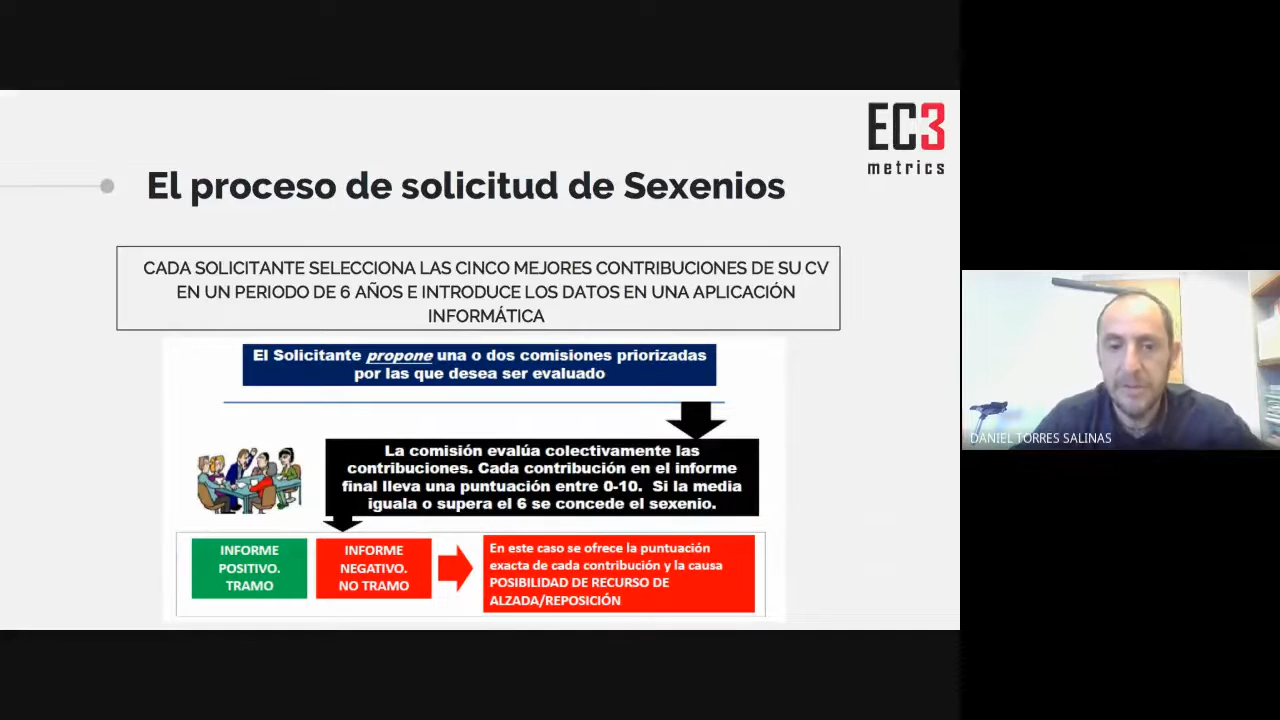 EC3
metrics
El proceso de solicitud de Sexenios
CADA SOLICITANTE SELECCIONA LAS CINCO MEJORES CONTRIBUCIONES DE SU CV
EN UN PERIODO DE 6 AÑOS E INTRODUCE LOS DATOS EN UNA APLICACIÓN
INFORMÁTICA
El Solicitante propone una o dos comisiones priorizadas
por las que desea ser evaluado
La comisión evalúa colectivamente las
contribuciones. Cada contribución en el informe
final lleva una puntuación entre 0-10. Si la media
iguala o supera el 6 se concede el sexenio.
INFORME
POSITIVO.
TRAMO
INFORME
NEGATIVO.
NO TRAMO
En este caso se ofrece la puntuación
exacta de cada contribución y la causa
POSIBILIDAD DE RECURSO DE
ALZADA/REPOSICIÓN
DANIEL TORRES SALINAS